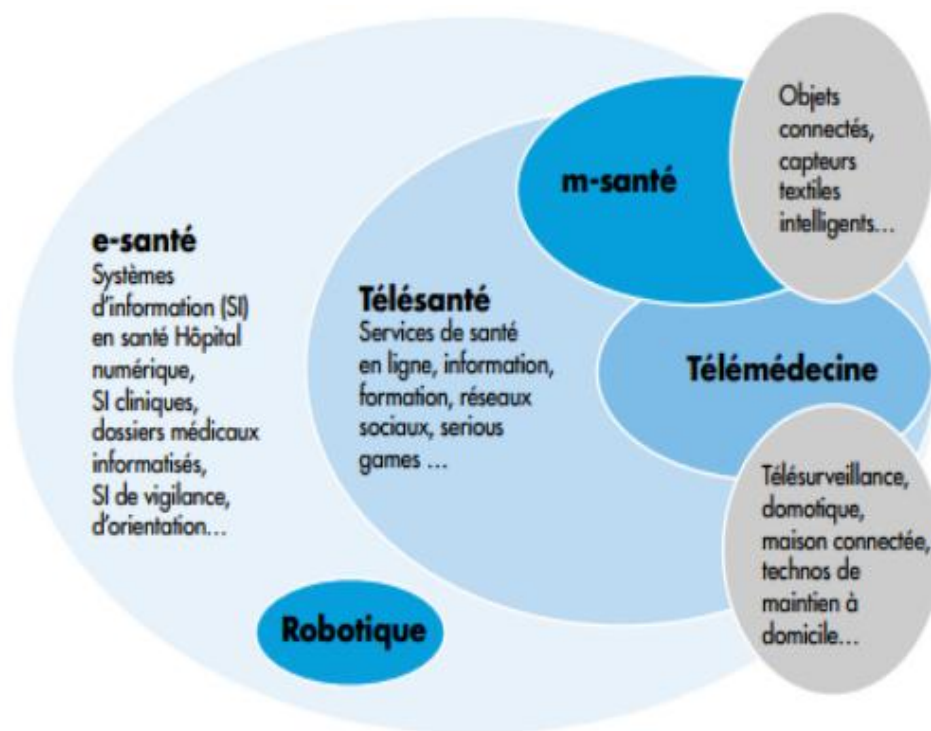 e-santé
Systèmes
d'information (SI)
en santé Hôpital
numérique,
SI cliniques,
dossiers médicaux
informatisés,
SI de vigilance,
d'orientation...
Télésanté
Services de santé
en ligne, information,
formation, réseaux
sociaux, serious
games ...
m-santé
Objets
connectés,
capteurs
textiles
intelligents...
Télémédecine
Télésurveillance,
domotique,
maison connectée,
technos de
maintien à
domicile...
Robotique